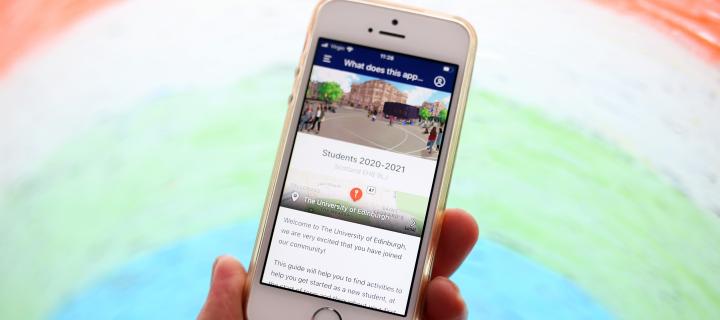 Virgin
11:26
What does this app...
Students 2020-2021
Scotland EH8 9LJ
47
The University of Edinburgh
Welcome to The University of Edinburgh,
we are very excited that you have joined
our community!
This guide will help you to find activities to
help you get started as a new student, at